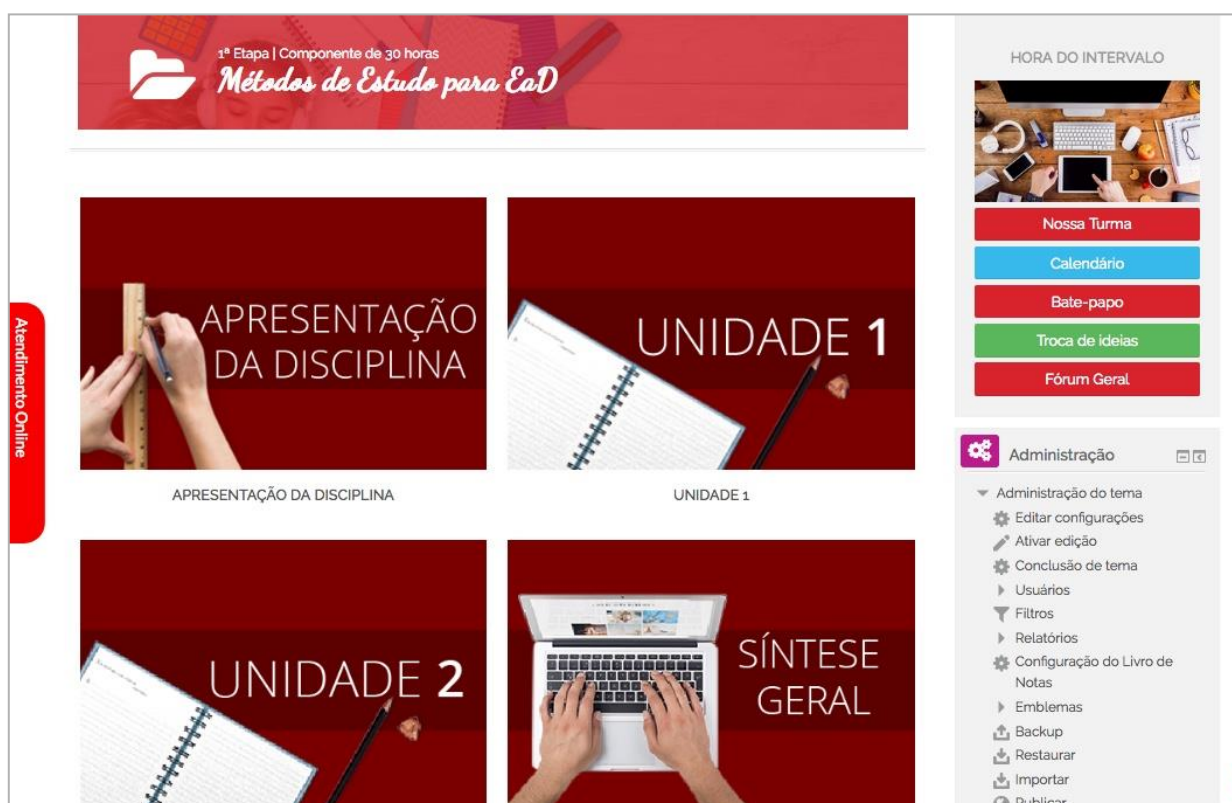 1ª Etapa | Componente de 30 horas
Métodos de Estudo para EaD
Atendimento Online
APRESENTAÇÃO
DA DISCIPLINA
APRESENTAÇÃO DA DISCIPLINA
UNIDADE 1
UNIDADE 1
UNIDADE 2
SÍNTESE
GERAL
HORA DO INTERVALO
Nossa Turma
Calendário
Bate-papo
Troca de ideias
Fórum Geral
Administração
Administração do tema
Editar configurações
Ativar edição
Conclusão de tema
Usuários
Filtros
Relatórios
Configuração do Livro de
Notas
Emblemas
Backup
Restaurar
Importar
Publicar